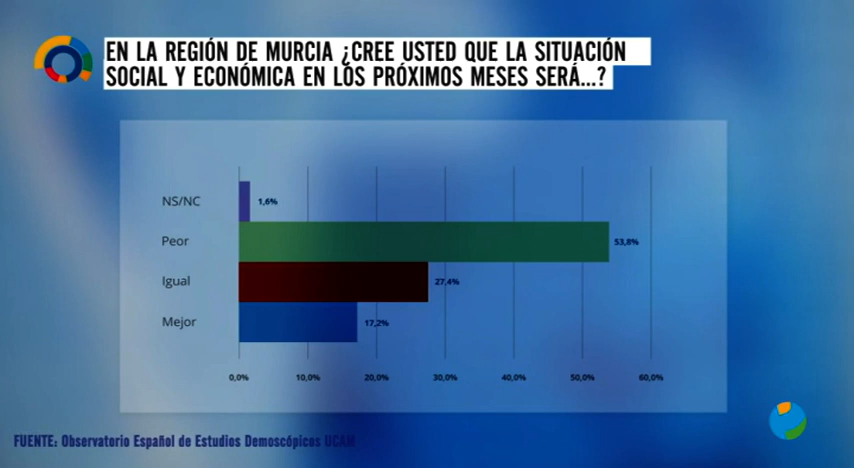 EN LA REGIÓN DE MURCIA ¿CREE USTED QUE LA SITUACIÓN
SOCIAL Y ECONÓMICA EN LOS PRÓXIMOS MESES SERÁ...?
NS/NC
1,6%
Peor
53,8%
Igual
27,4%
Mejor
17,2%
0,0% 10,0% 20,0% 30,0% 40,0% 50,0% 60,0%
FUENTE: Observatorio Español de Estudios Demoscópicos UCAM